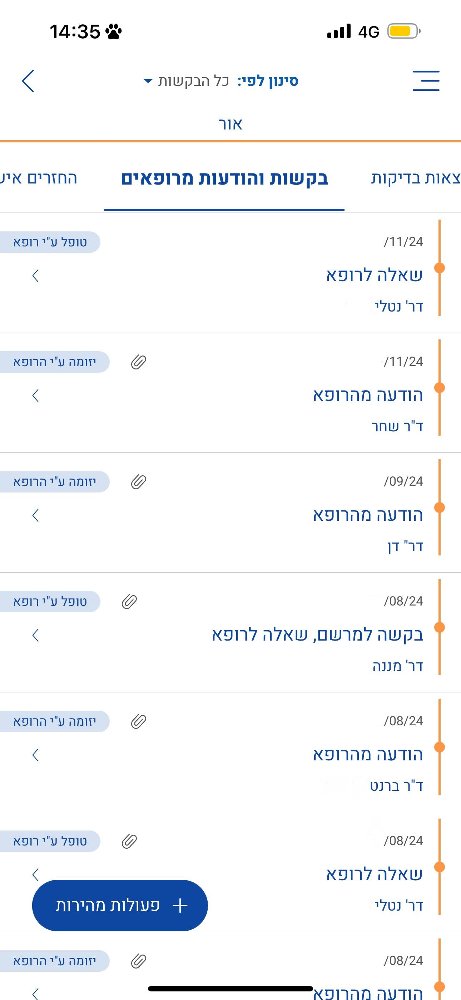 14:35 4G
סינון לפי: כל הבקשות
אור
צאות בדיקות בקשות והודעות מרופאים החזרים איש
/11/24 טופל ע"י רופא
שאלה לרופא
דר' נטלי
/11/24 יזומה ע"י הרופא
הודעה מהרופא
ד"ר שחר
/09/24 יזומה ע"י הרופא
הודעה מהרופא
דר" דן
/08/24 טופל ע"י רופא
בקשה למרשם, שאלה לרופא
דר' מננה
/08/24 יזומה ע"י הרופא
הודעה מהרופא
ד"ר ברנט
/08/24 טופל ע"י רופא
שאלה לרופא
דר' נטלי
פעולות מהירות
/08/24 יזומה ע"י הרופא
הודעה מהרופא